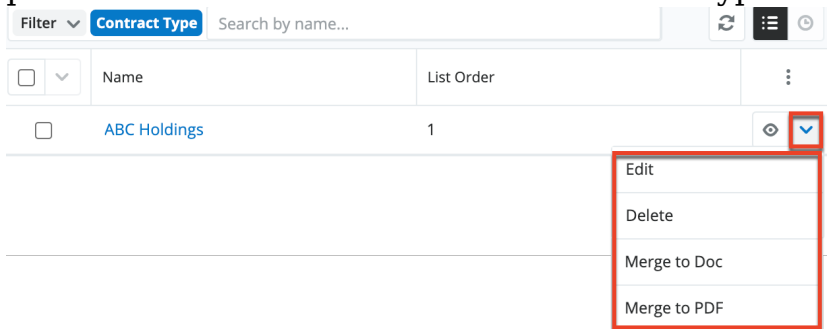 Filter Contract Type Search by name...
Name List Order
ABC Holdings 1
Edit
Delete
Merge to Doc
Merge to PDF